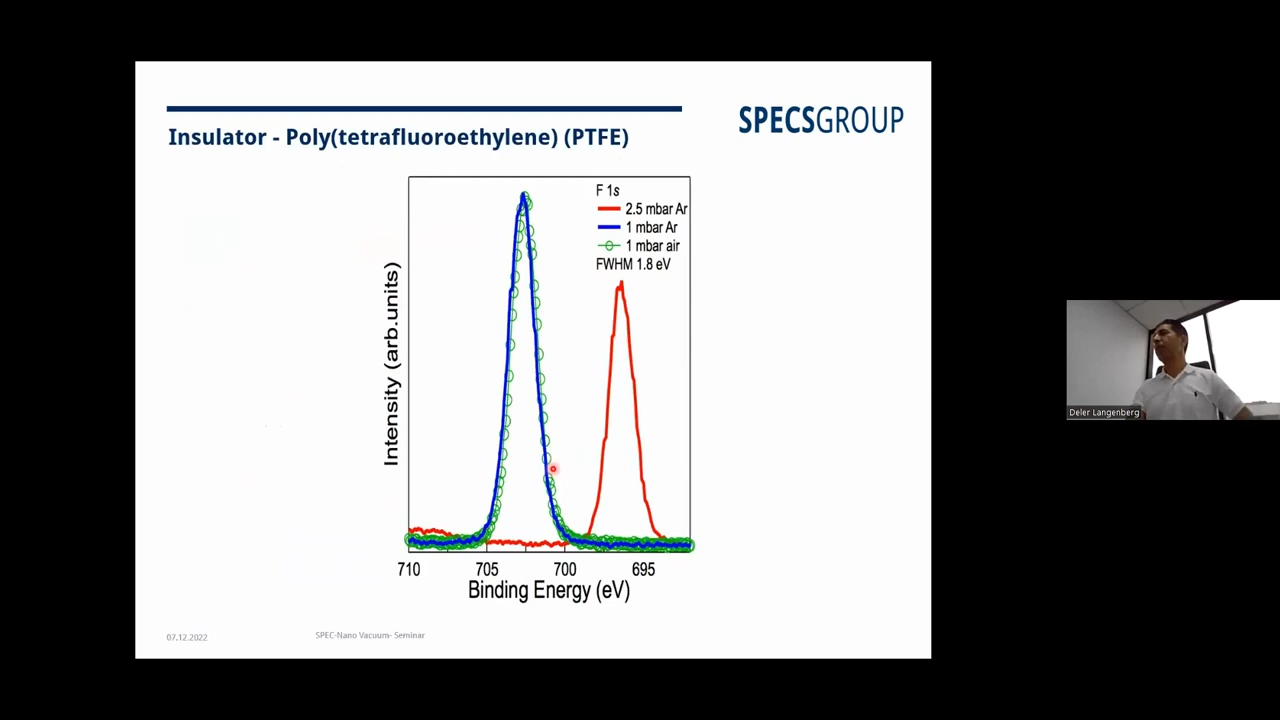 SPECSGROUP
Insulator - Poly(tetrafluoroethylene) (PTFE)
F 1s
2.5 mbar Ar
1 mbar Ar
1 mbar air
FWHM 1.8 eV
Intensity (arb.units)
710 705 700 695
Binding Energy (eV)
Deler Langenberg
07.12.2022
SPEC-Nano Vacuum- Seminar